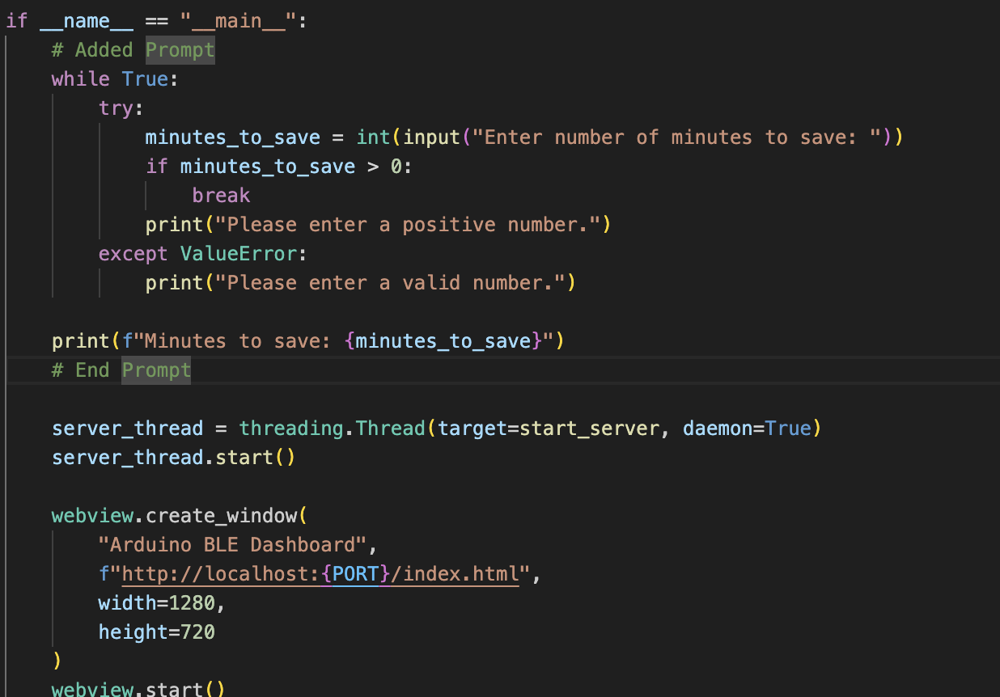 if __name__ == "__main__":
    # Added Prompt
    while True:
        try:
            minutes_to_save = int(input("Enter number of minutes to save: "))
            if minutes_to_save > 0:
                break
            print("Please enter a positive number.")
        except ValueError:
            print("Please enter a valid number.")

    print(f"Minutes to save: {minutes_to_save}")
    # End Prompt

    server_thread = threading.Thread(target=start_server, daemon=True)
    server_thread.start()

    webview.create_window(
        "Arduino BLE Dashboard",
        f"http://localhost:{PORT}/index.html",
        width=1280,
        height=720
    )
    webview.start()